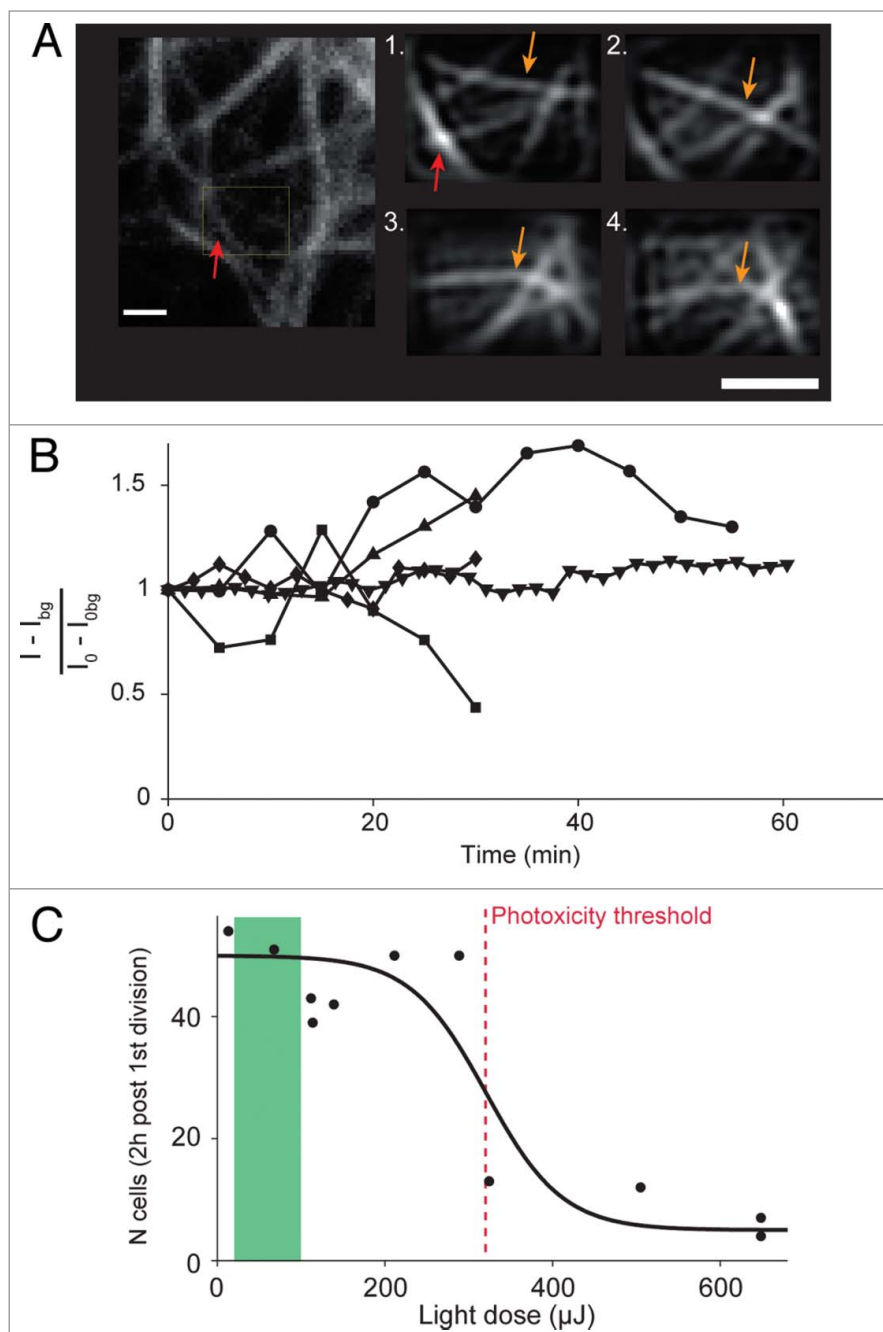 A
1.
2.
3.
4.
B
1.5
1
0.5
0
I - Ibg
I0 - I0bg
0
20
40
60
Time (min)
C
Photoxicity threshold
N cells (2h post 1st division)
40
20
0
0
200
400
600
Light dose (µJ)